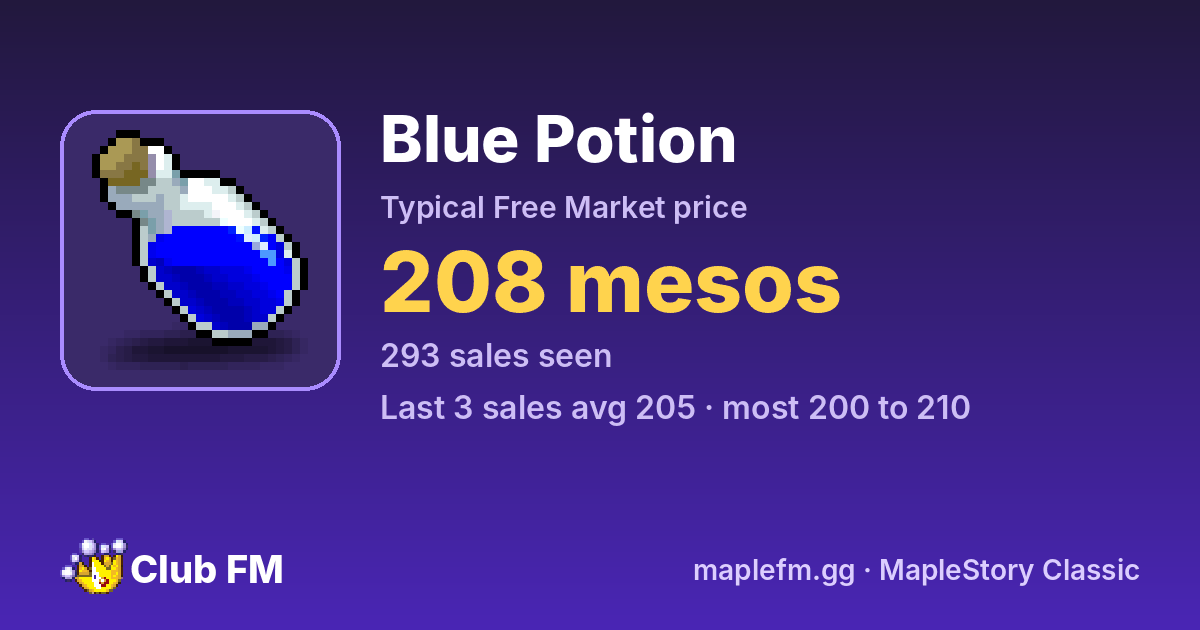 Blue Potion
Typical Free Market price
208 mesos
293 sales seen
Last 3 sales avg 205 · most 200 to 210
Club FM
maplefm.gg · MapleStory Classic